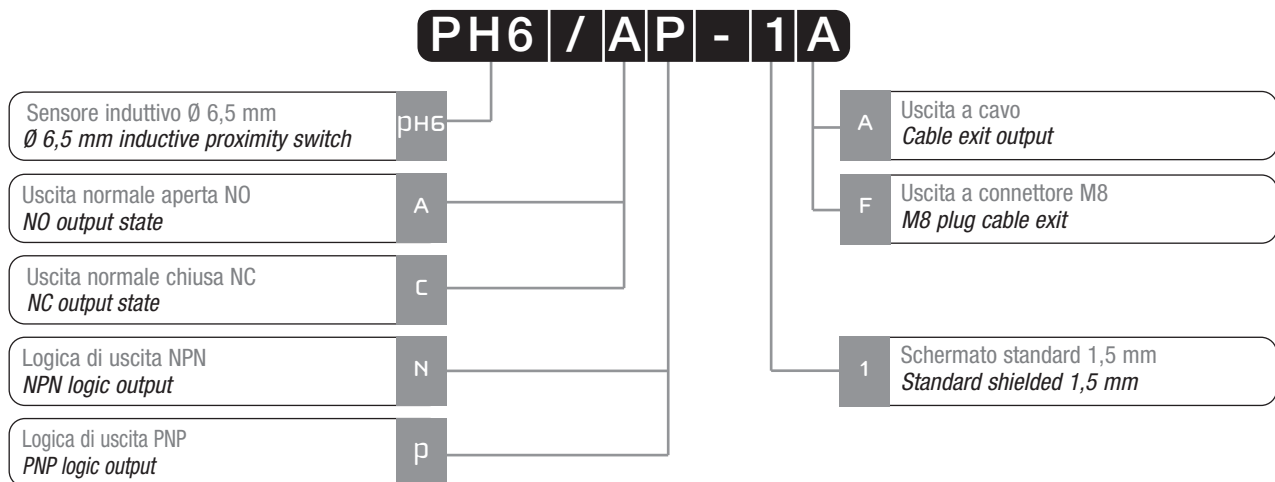 PH6/AP-1A
Sensore induttivo Ø 6,5 mm
Ø 6,5 mm inductive proximity switch
PH6
Uscita normale aperta NO
NO output state
A
Uscita normale chiusa NC
NC output state
C
Logica di uscita NPN
NPN logic output
N
Logica di uscita PNP
PNP logic output
P
A
Uscita a cavo
Cable exit output
F
Uscita a connettore M8
M8 plug cable exit
1
Schermato standard 1,5 mm
Standard shielded 1,5 mm